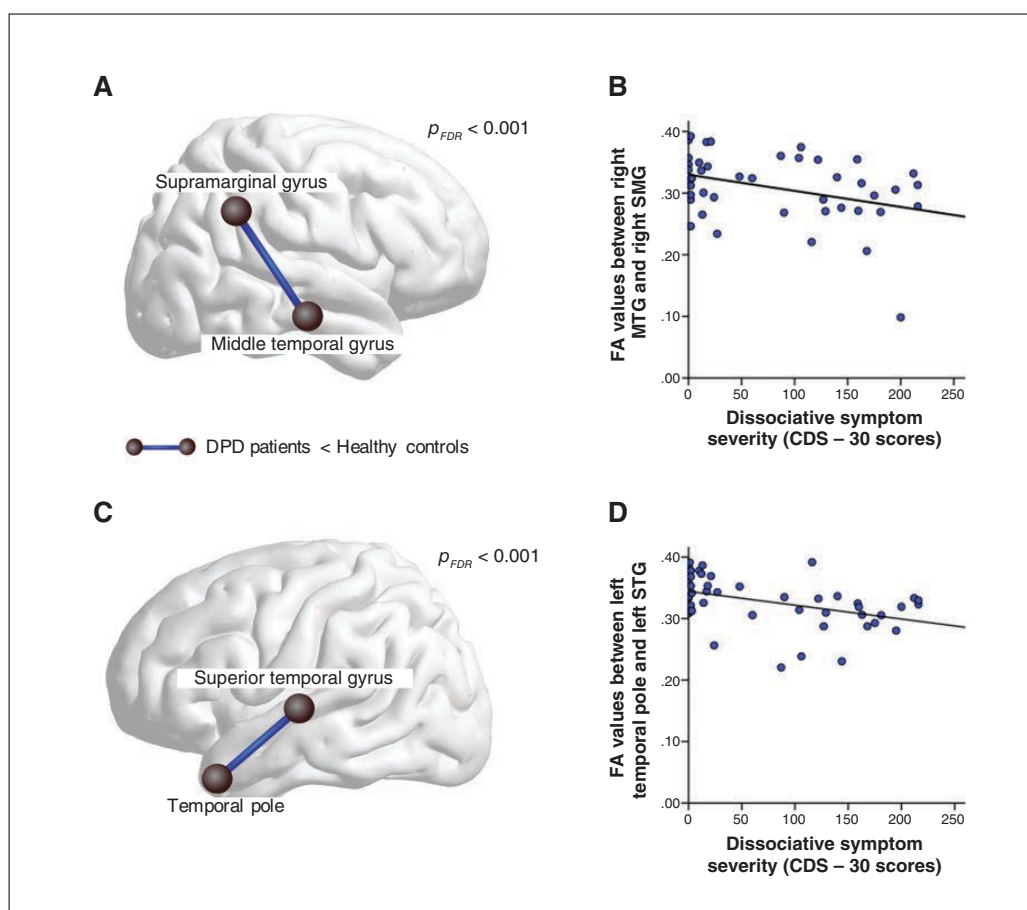 A
p_FDR < 0.001
Supramarginal gyrus
Middle temporal gyrus
DPD patients < Healthy controls
B
FA values between right
MTG and right SMG
.40
.30
.20
.10
.00
0 50 100 150 200 250
Dissociative symptom
severity (CDS – 30 scores)
C
p_FDR < 0.001
Superior temporal gyrus
Temporal pole
D
FA values between left
temporal pole and left STG
.40
.30
.20
.10
.00
0 50 100 150 200 250
Dissociative symptom
severity (CDS – 30 scores)